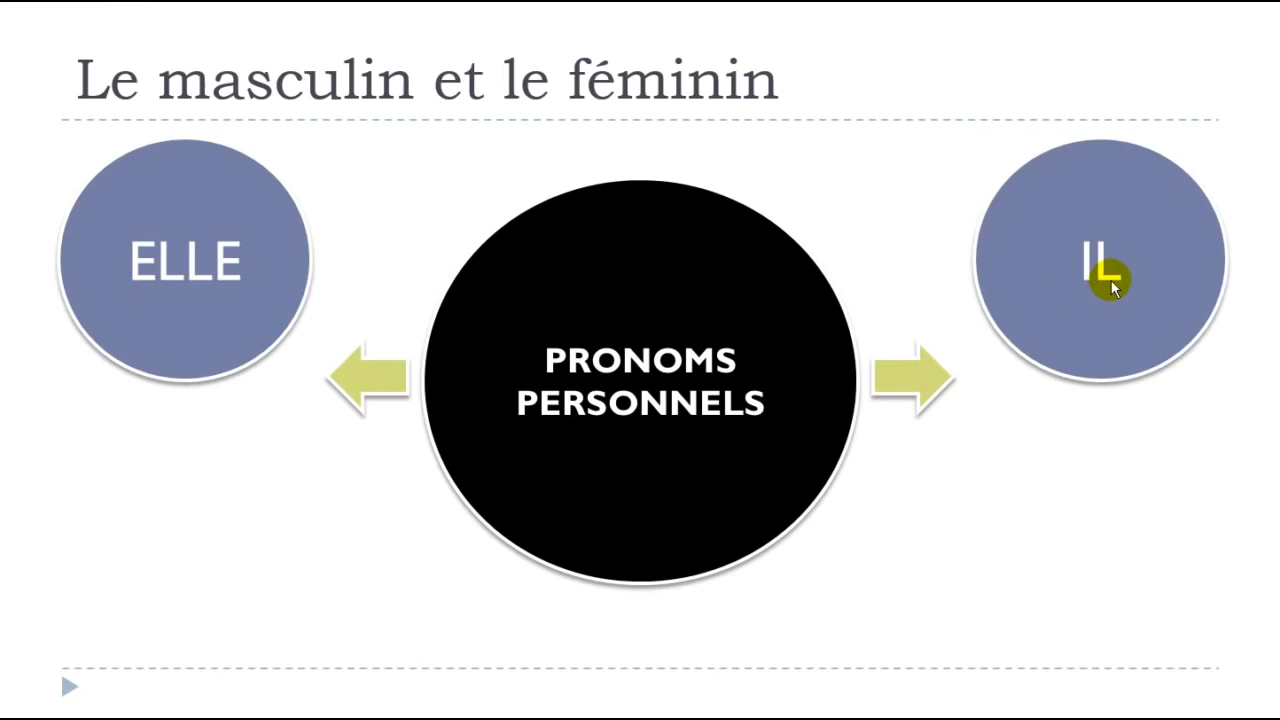 Le masculin et le féminin
ELLE
IL
PRONOMS
PERSONNELS